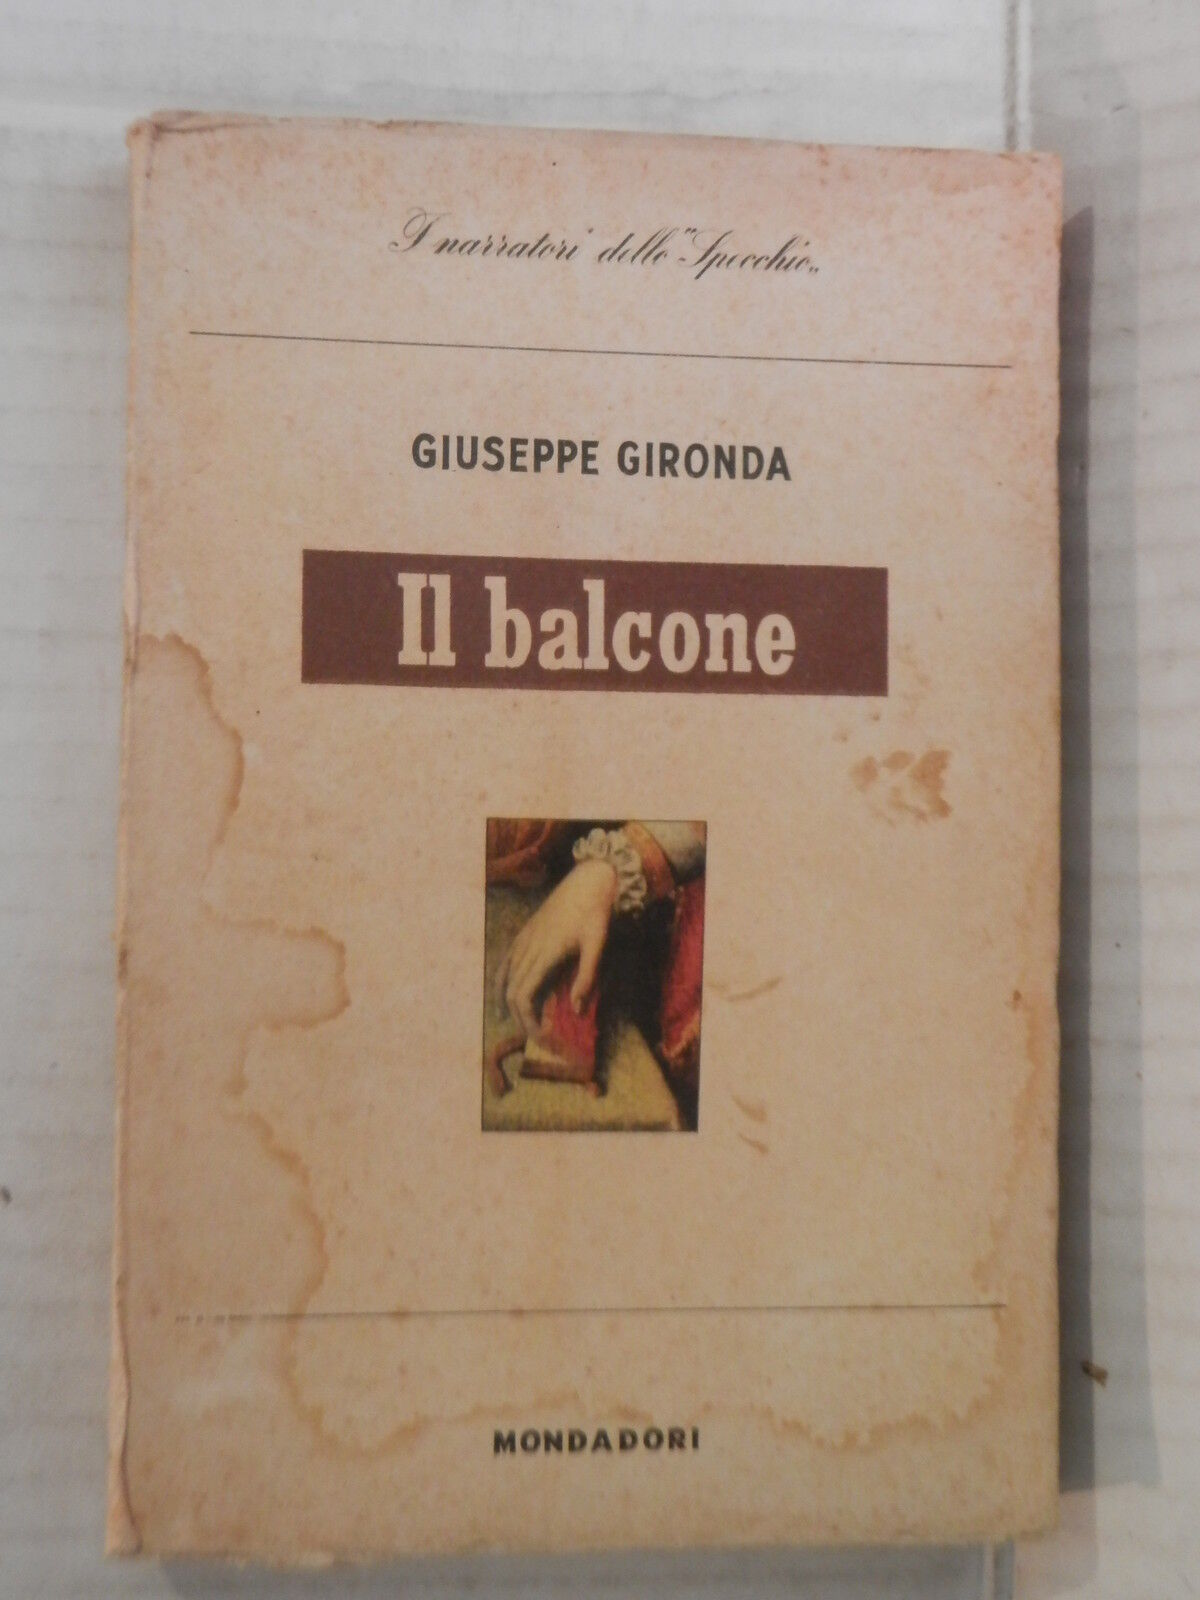 I narratori dello "Specchio„
GIUSEPPE GIRONDA
Il balcone
MONDADORI